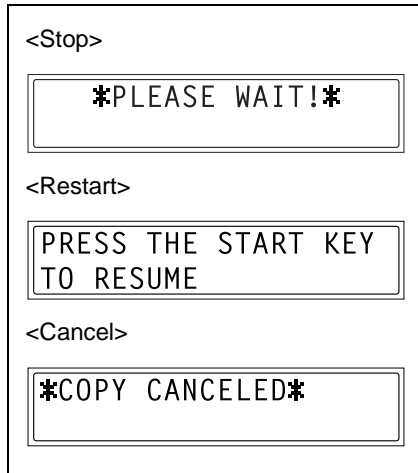 <Stop>
*PLEASE WAIT!*
<Restart>
PRESS THE START KEY
TO RESUME
<Cancel>
*COPY CANCELED*